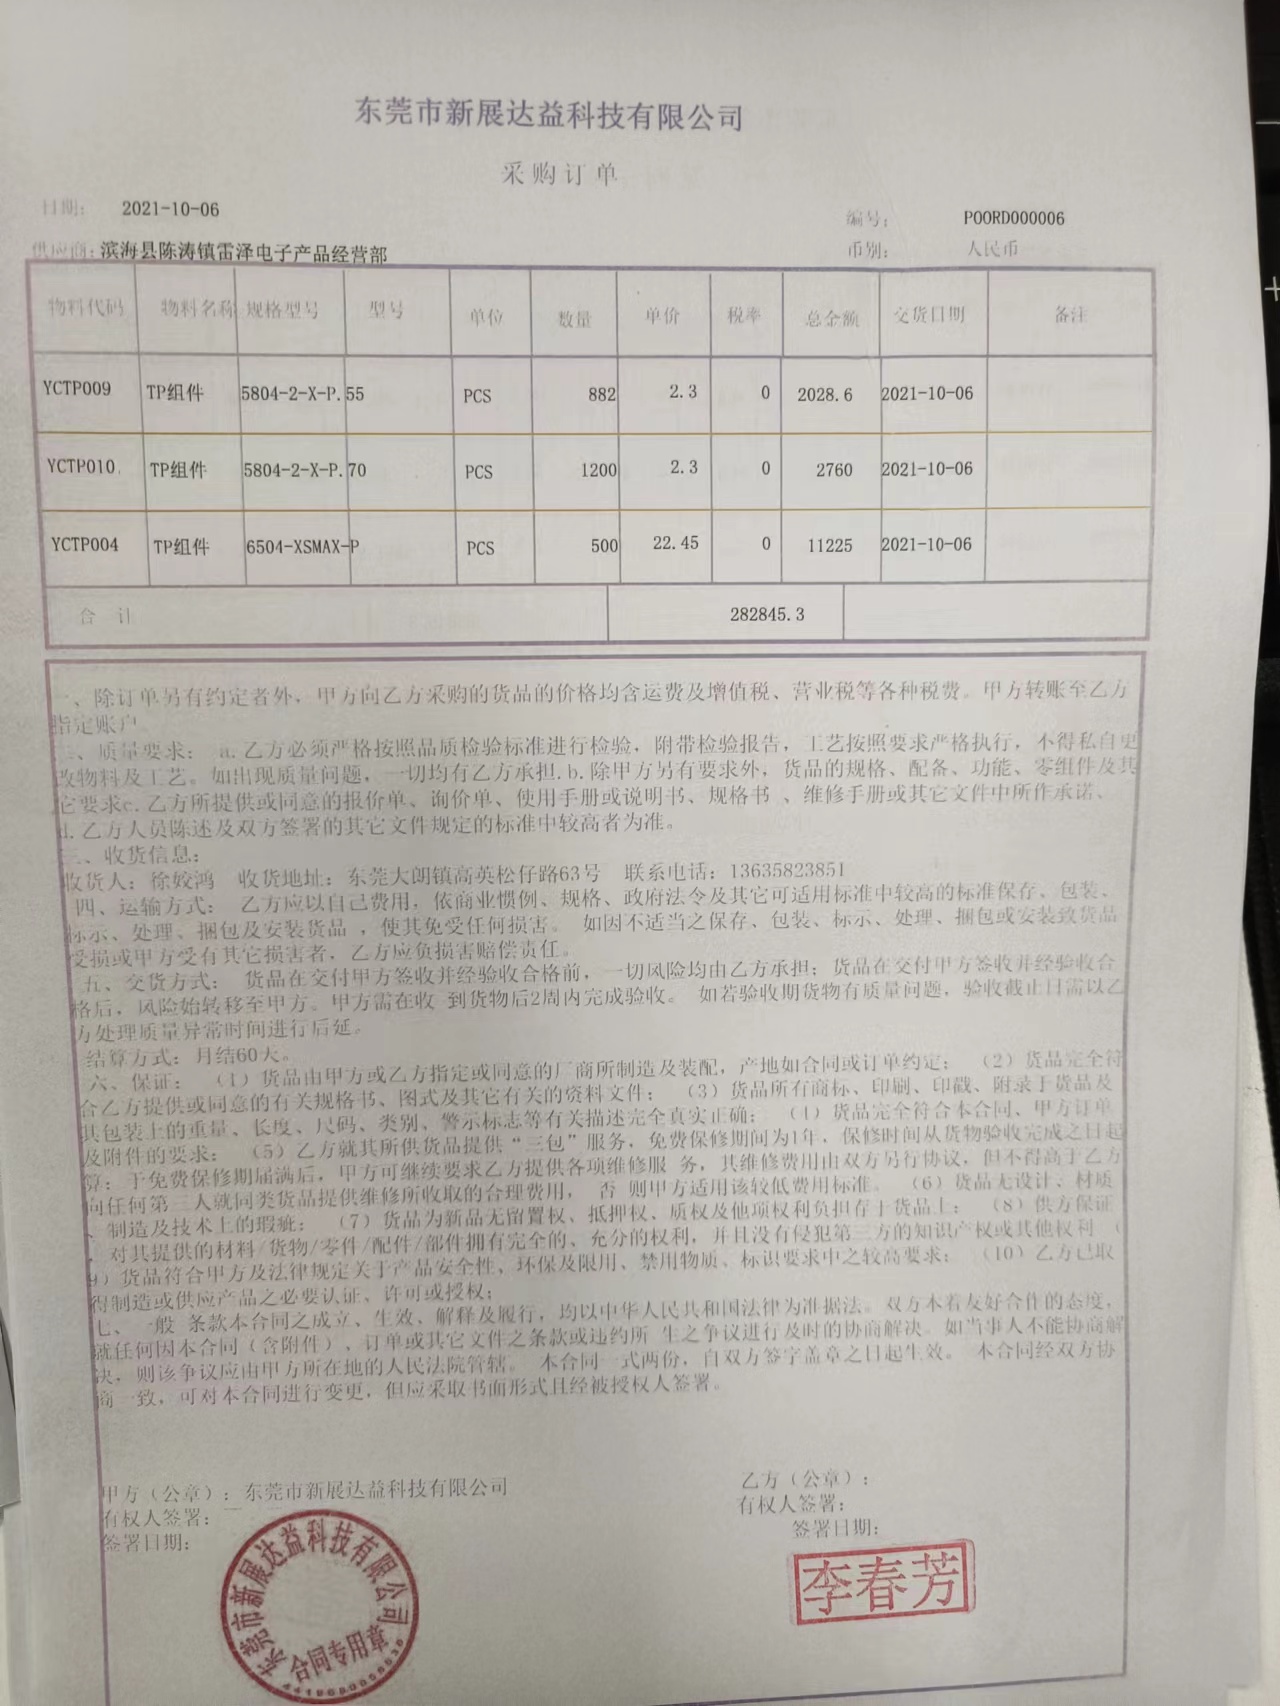 东莞市新展达益科技有限公司
采购订单
日期: 2021-10-06
编号: POORD000006
供应商: 滨海县陈涛镇雷泽电子产品经营部
币别: 人民币
物料代码 物料名称 规格型号 型号 单位 数量 单价 税率 总金额 交货日期 备注
YCTP009 TP组件 5804-2-X-P.55 PCS 882 2.3 0 2028.6 2021-10-06
YCTP010 TP组件 5804-2-X-P.70 PCS 1200 2.3 0 2760 2021-10-06
YCTP004 TP组件 6504-XSMAX-P PCS 500 22.45 0 11225 2021-10-06
合计 282845.3
一、除订单另有约定者外，甲方向乙方采购的货品的价格均含运费及增值税、营业税等各种税费。甲方转账至乙方
指定账户
二、质量要求： a.乙方必须严格按照品质检验标准进行检验，附带检验报告，工艺按照要求严格执行，不得私自更
改物料及工艺。如出现质量问题，一切均有乙方承担.b.除甲方另有要求外，货品的规格、配备、功能、零组件及其
它要求c.乙方所提供或同意的报价单、询价单、使用手册或说明书、规格书 、维修手册或其它文件中所作承诺、
d.乙方人员陈述及双方签署的其它文件规定的标准中较高者为准。
三、收货信息：
收货人：徐姣鸿 收货地址：东莞大朗镇高英松仔路63号 联系电话：13635823851
四、运输方式： 乙方应以自己费用，依商业惯例、规格、政府法令及其它可适用标准中较高的标准保存、包装、
标示、处理、捆包及安装货品 ，使其免受任何损害。 如因不适当之保存、包装、标示、处理、捆包或安装致货品
受损或甲方受有其它损害者，乙方应负损害赔偿责任。
五、交货方式： 货品在交付甲方签收并经验收合格前，一切风险均由乙方承担；货品在交付甲方签收并经验收合
格后，风险始转移至甲方。甲方需在收 到货物后2周内完成验收。 如若验收期货物有质量问题，验收截止日需以乙
方处理质量异常时间进行后延。
结算方式：月结60天。
六、保证： （1）货品由甲方或乙方指定或同意的厂商所制造及装配，产地如合同或订单约定； （2）货品完全符
合乙方提供或同意的有关规格书、图式及其它有关的资料文件； （3）货品所有商标、印刷、印戳、附录于货品及
其包装上的重量、长度、尺码、类别、警示标志等有关描述完全真实正确； （4）货品完全符合本合同、甲方订单
及附件的要求； （5）乙方就其所供货品提供“三包”服务，免费保修期间为1年，保修时间从货物验收完成之日起
算；于免费保修期届满后，甲方可继续要求乙方提供各项维修服 务，其维修费用由双方另行协议，但不得高于乙方
向任何第三人就同类货品提供维修所收取的合理费用， 否 则甲方适用该较低费用标准。 （6）货品无设计、材质
、制造及技术上的瑕疵； （7）货品为新品无留置权、抵押权、质权及他项权利负担存于货品上； （8）供方保证
，对其提供的材料/货物/零件/配件/部件拥有完全的、充分的权利，并且没有侵犯第三方的知识产权或其他权利 （
9）货品符合甲方及法律规定关于产品安全性、环保及限用、禁用物质、标识要求中之较高要求； （10）乙方已取
得制造或供应产品之必要认证、许可或授权；
七、一般 条款本合同之成立、生效、解释及履行，均以中华人民共和国法律为准据法。双方本着友好合作的态度，
就任何因本合同（含附件）、订单或其它文件之条款或违约所 生之争议进行及时的协商解决。如当事人不能协商解
决，则该争议应由甲方所在地的人民法院管辖。 本合同一式两份，自双方签字盖章之日起生效。 本合同经双方协
商一致，可对本合同进行变更，但应采取书面形式且经被授权人签署。
甲方（公章）：东莞市新展达益科技有限公司
乙方（公章）：
有权人签署：
有权人签署：
签署日期：
签署日期：
东莞市新展达益科技有限公司
合同专用章
李春芳